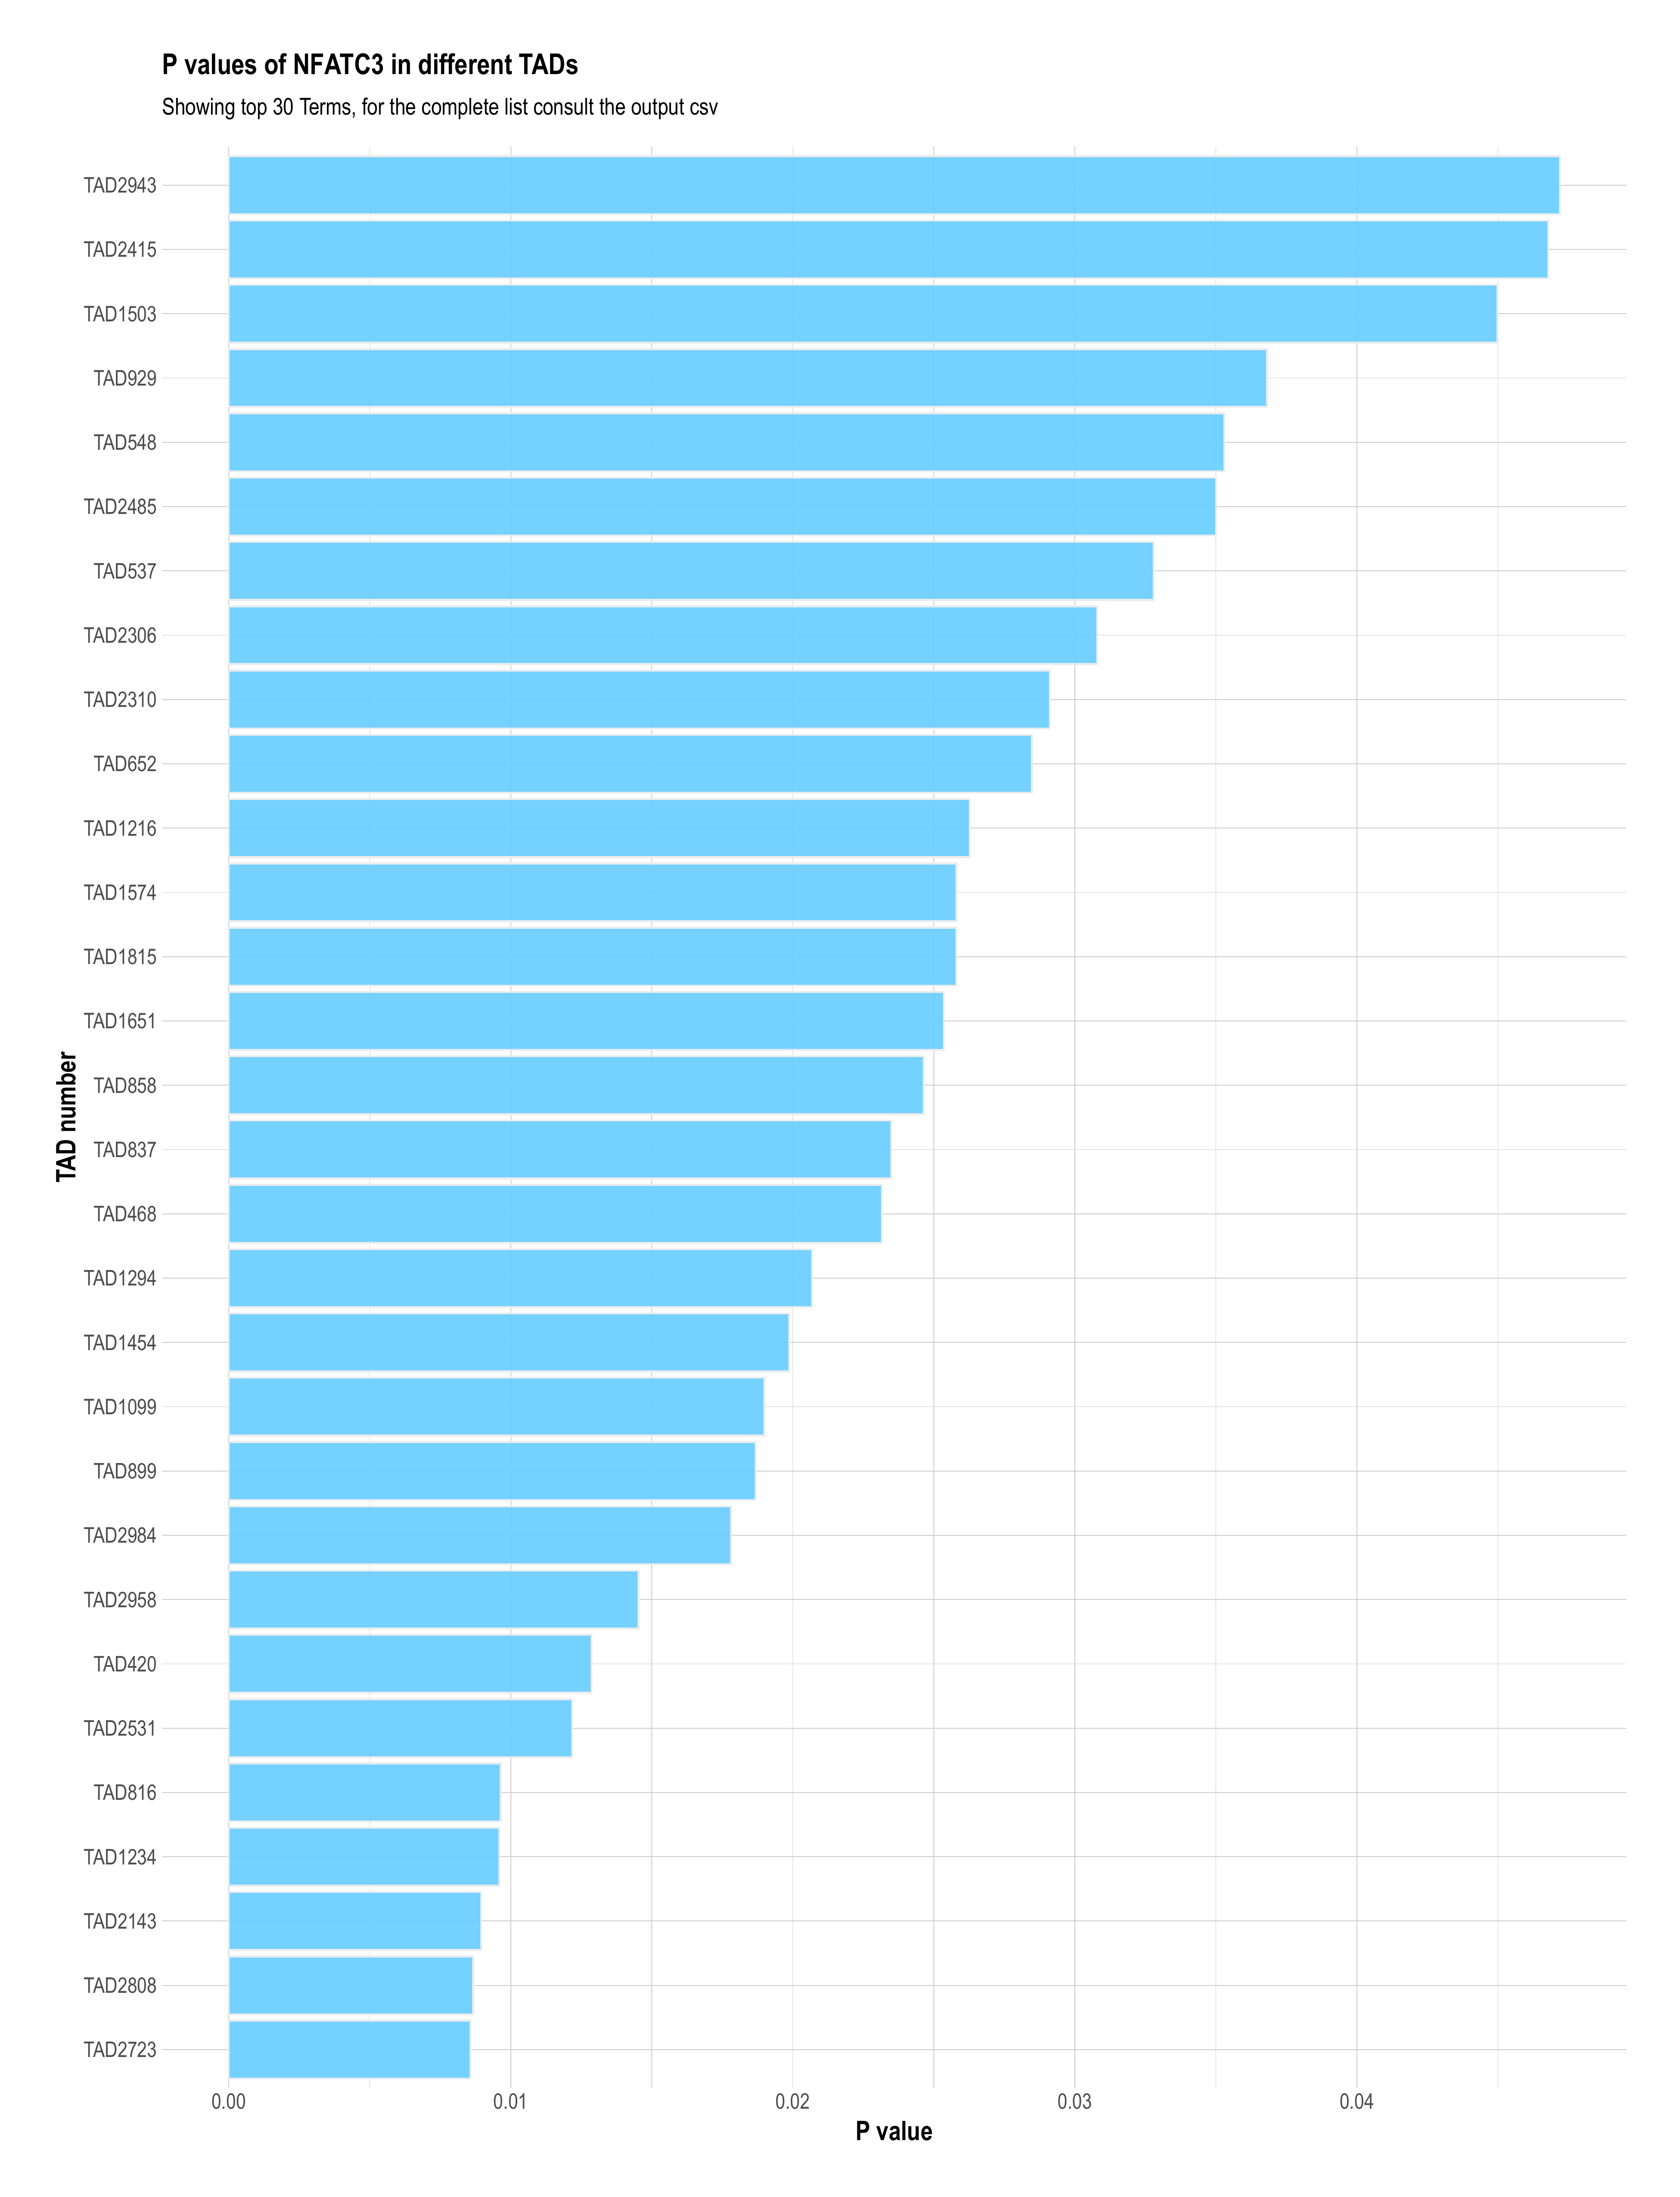 P values of NFATC3 in different TADs
Showing top 30 Terms, for the complete list consult the output csv
TAD2943
TAD2415
TAD1503
TAD929
TAD548
TAD2485
TAD537
TAD2306
TAD2310
TAD652
TAD1216
TAD1574
TAD1815
TAD1651
TAD858
TAD837
TAD468
TAD1294
TAD1454
TAD1099
TAD899
TAD2984
TAD2958
TAD420
TAD2531
TAD816
TAD1234
TAD2143
TAD2808
TAD2723
TAD number
0.00 0.01 0.02 0.03 0.04
P value